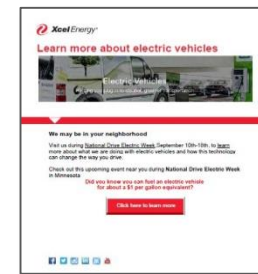 Xcel Energy®
Learn more about electric vehicles
Electric Vehicles
We may be in your neighborhood
Visit us during National Drive Electric Week, September 10th-18th, to learn
more about what we are doing with electric vehicles and how this technology
can change the way you drive.
Check out this upcoming event near you during National Drive Electric Week
in Minnesota
Did you know you can fuel an electric vehicle
for about a $1 per gallon equivalent?
Click here to learn more